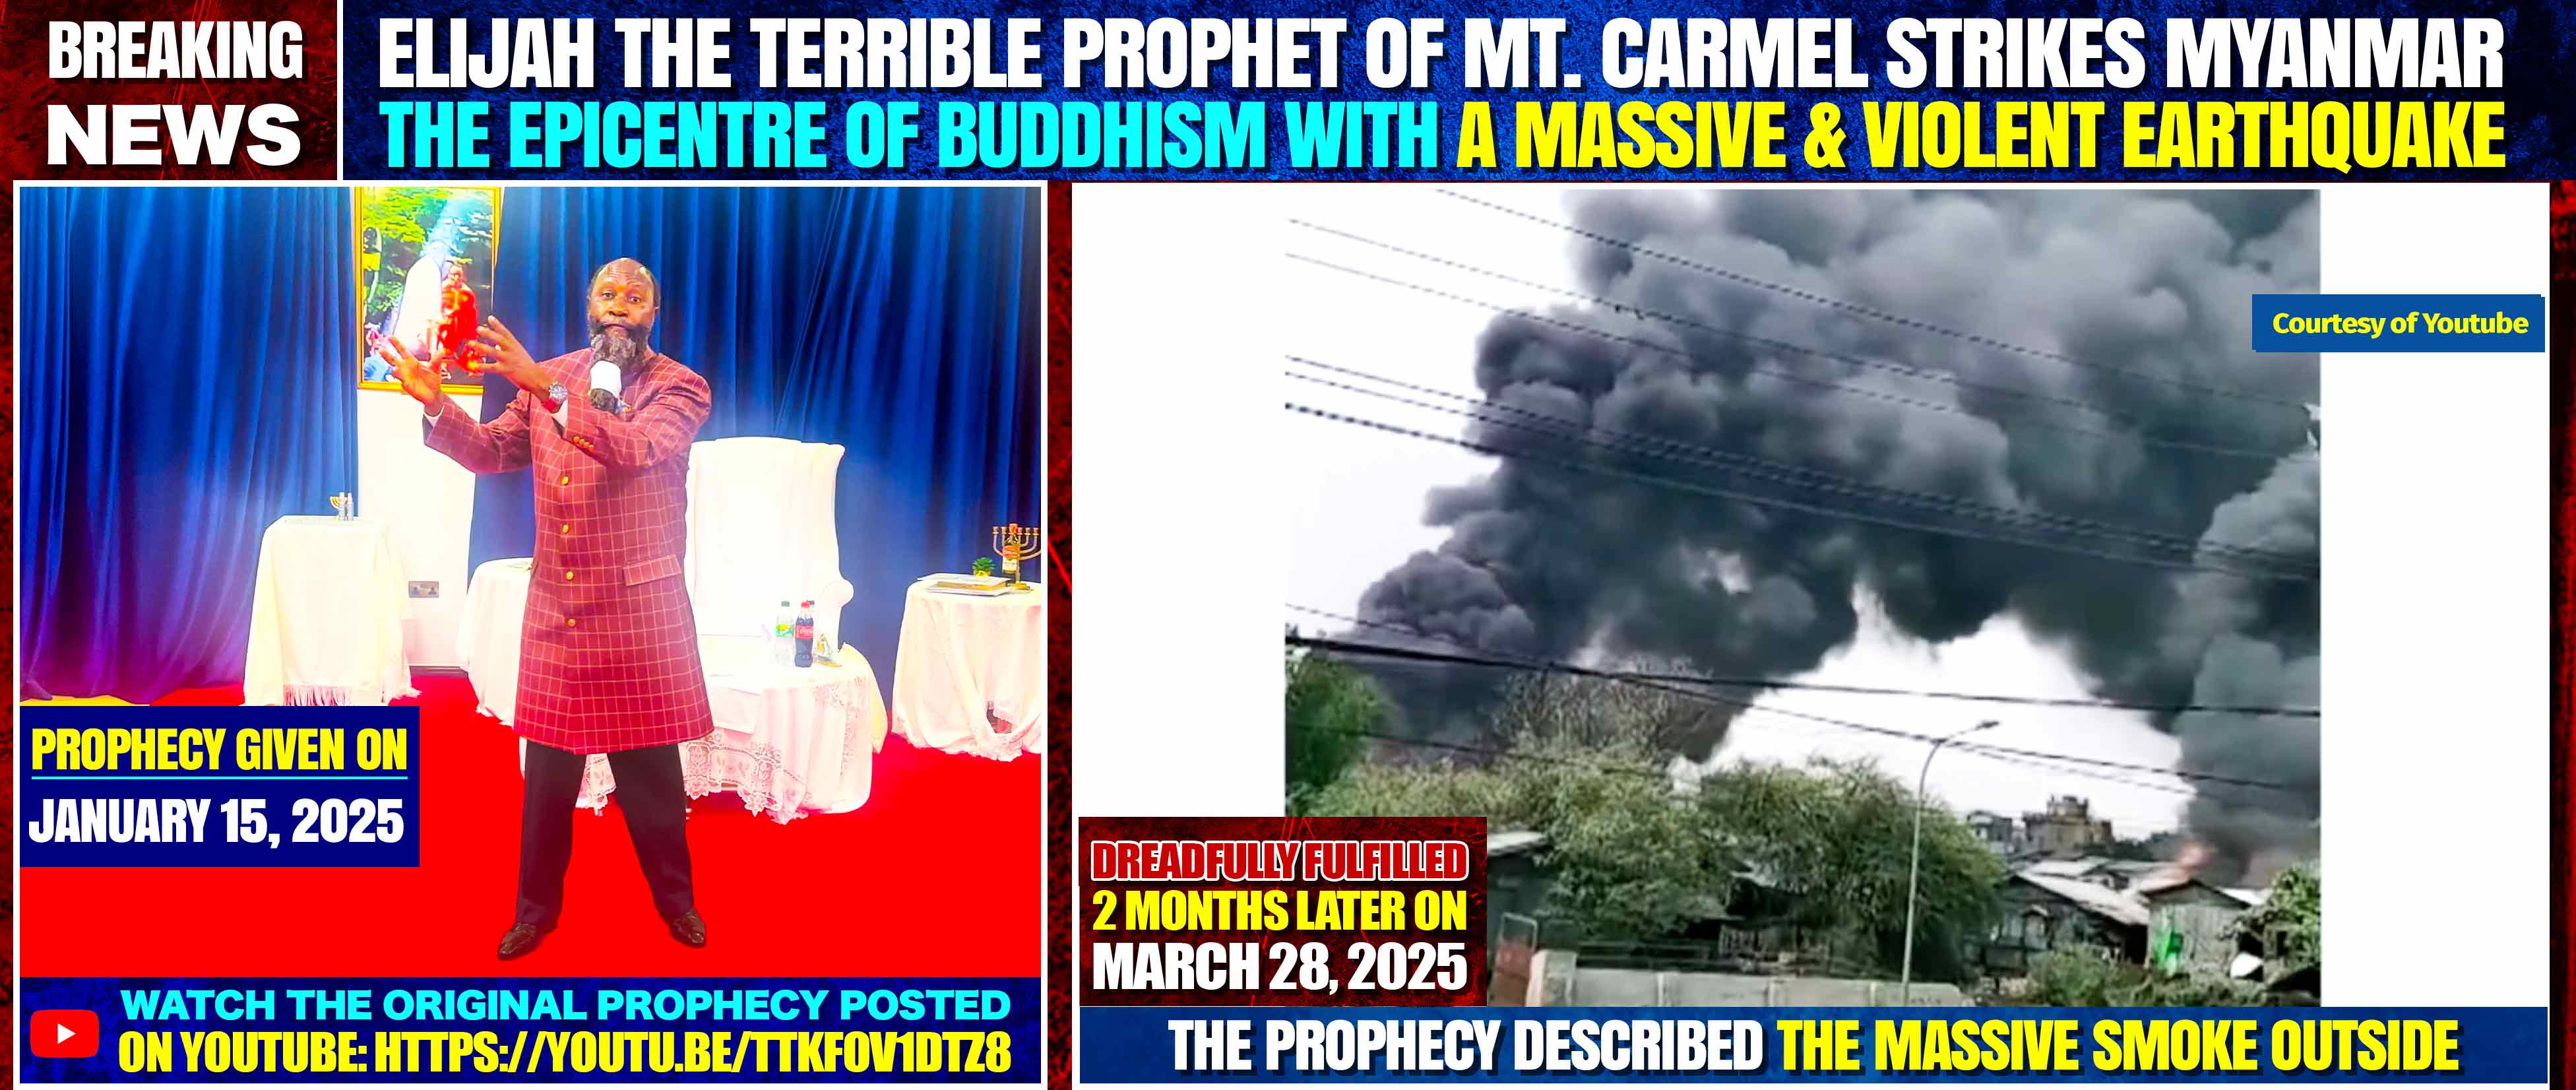 BREAKING
NEWS
ELIJAH THE TERRIBLE PROPHET OF MT. CARMEL STRIKES MYANMAR
THE EPICENTRE OF BUDDHISM WITH A MASSIVE & VIOLENT EARTHQUAKE
Courtesy of Youtube
PROPHECY GIVEN ON
JANUARY 15, 2025
WATCH THE ORIGINAL PROPHECY POSTED
ON YOUTUBE: HTTPS://YOUTU.BE/TTKFOV1DTZ8
DREADFULLY FULFILLED
2 MONTHS LATER ON
MARCH 28, 2025
THE PROPHECY DESCRIBED THE MASSIVE SMOKE OUTSIDE